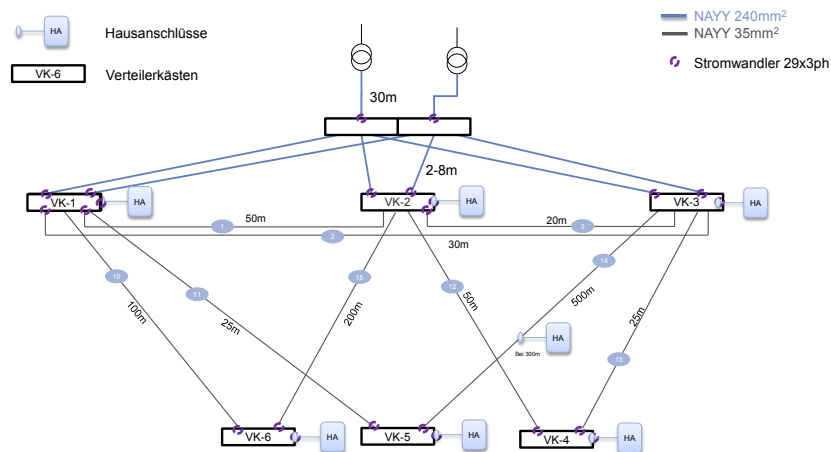 HA
Hausanschlüsse
NAYY 240mm²
NAYY 35mm²
VK-6
Verteilerkästen
Stromwandler 29x3ph
30m
2-8m
VK-1
HA
VK-2
HA
VK-3
HA
50m
20m
1
2
3
30m
10
11
15
12
14
100m
25m
200m
50m
500m
25m
Bei 300m
HA
13
VK-6
HA
VK-5
HA
VK-4
HA